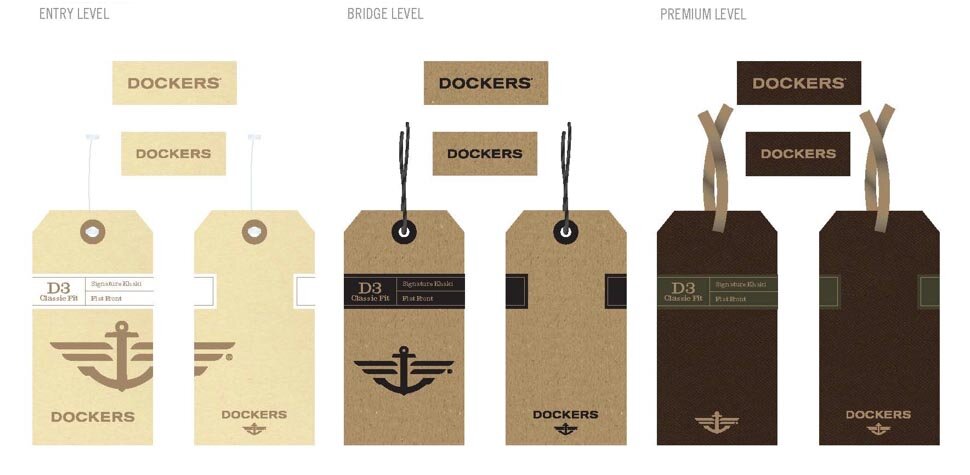 ENTRY LEVEL
BRIDGE LEVEL
PREMIUM LEVEL
DOCKERS
DOCKERS
DOCKERS
DOCKERS
DOCKERS
DOCKERS
D3
Classic Fit
Signature Khaki
Flat Front
D3
Classic Fit
Signature Khaki
Flat Front
D3
Classic Fit
Signature Khaki
Flat Front
DOCKERS
DOCKERS
DOCKERS
DOCKERS